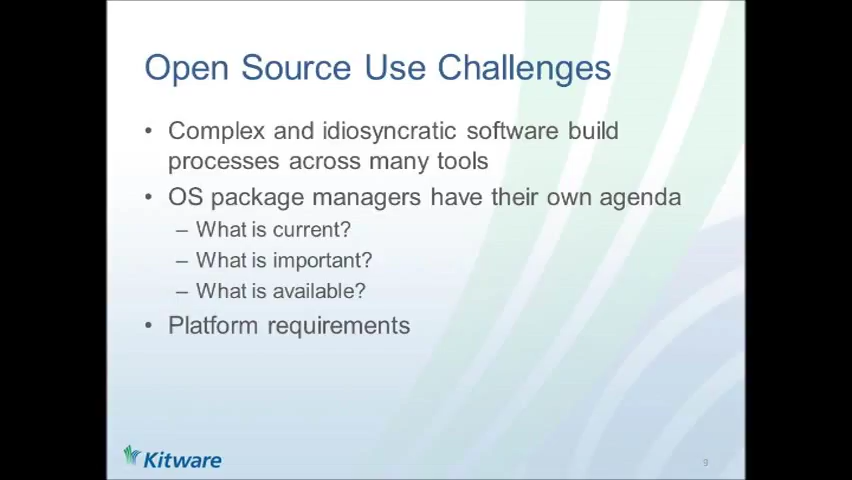 Open Source Use Challenges
• Complex and idiosyncratic software build
processes across many tools
• OS package managers have their own agenda
– What is current?
– What is important?
– What is available?
• Platform requirements
Kitware
9